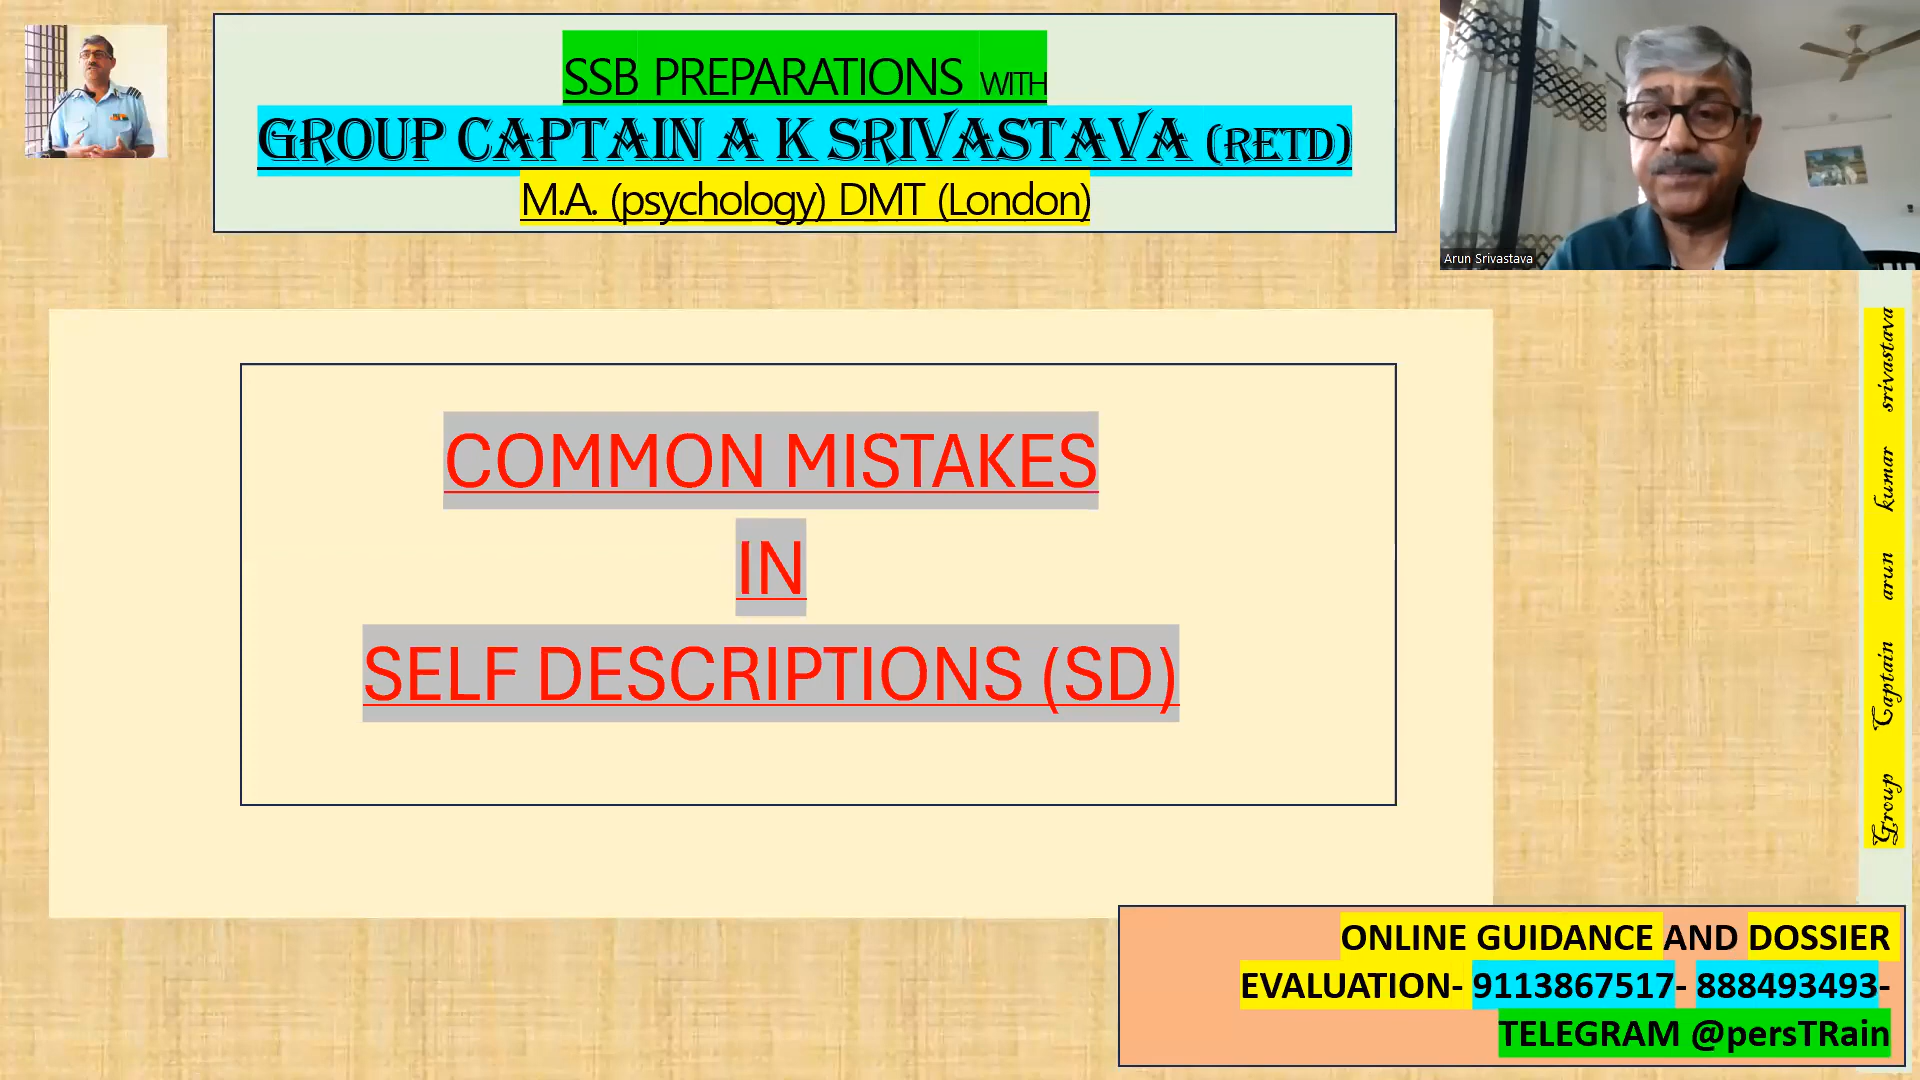 SSB PREPARATIONS WITH
GROUP CAPTAIN A K SRIVASTAVA (RETD)
M.A. (psychology) DMT (London)
Arun Srivastava
COMMON MISTAKES
IN
SELF DESCRIPTIONS (SD)
Group Captain arun kumar srivastava
ONLINE GUIDANCE AND DOSSIER
EVALUATION- 9113867517- 888493493-
TELEGRAM @persTRain